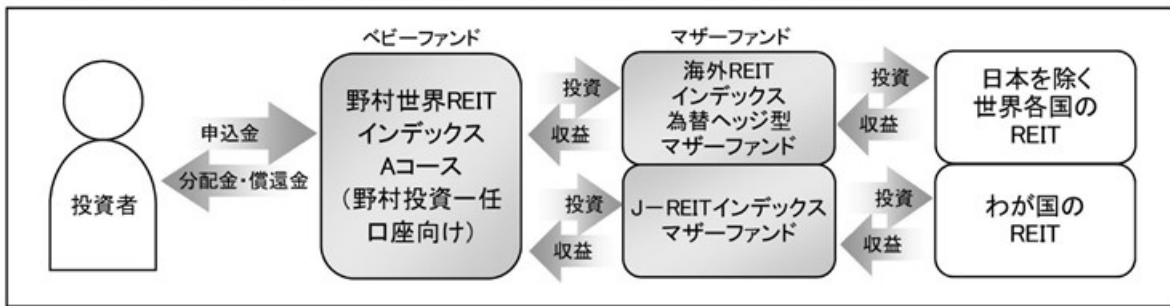 ベビーファンド
マザーファンド
投資者
申込金
分配金・償還金
野村世界REIT
インデックス
Aコース
(野村投資一任
口座向け)
投資
収益
投資
収益
海外REIT
インデックス
為替ヘッジ型
マザーファンド
J－REITインデックス
マザーファンド
投資
収益
投資
収益
日本を除く
世界各国の
REIT
わが国の
REIT